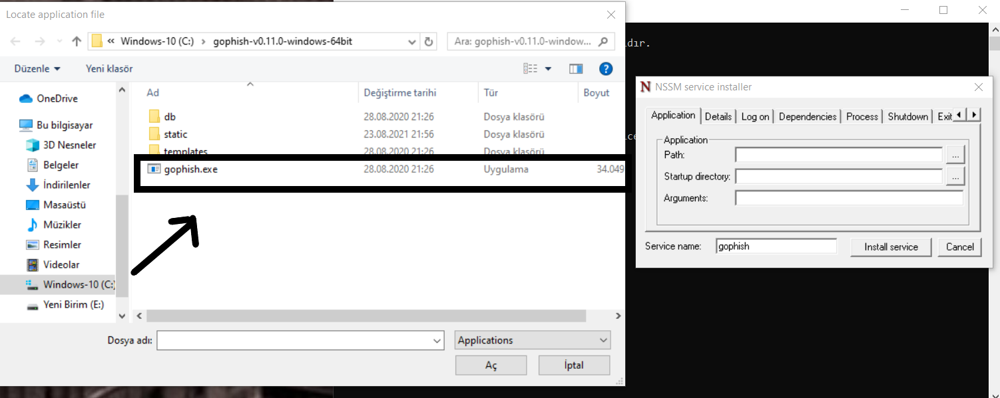 Locate application file
« Windows-10 (C:) › gophish-v0.11.0-windows-64bit
Ara: gophish-v0.11.0-window...
Düzenle
Yeni klasör
?
Ad
Değiştirme tarihi
Tür
Boyut
OneDrive
Bu bilgisayar
3D Nesneler
Belgeler
İndirilenler
Masaüstü
Müzikler
Resimler
Videolar
Windows-10 (C:)
Yeni Birim (E:)
db 28.08.2020 21:26 Dosya klasörü
static 23.08.2021 21:56 Dosya klasörü
templates 28.08.2020 21:26 Dosya klasörü
gophish.exe 28.08.2020 21:26 Uygulama 34.049
Dosya adı:
Applications
Aç
İptal
dır.
ice
N NSSM service installer
Application Details Log on Dependencies Process Shutdown Exit
Application
Path: ...
Startup directory: ...
Arguments:
Service name: gophish Install service Cancel